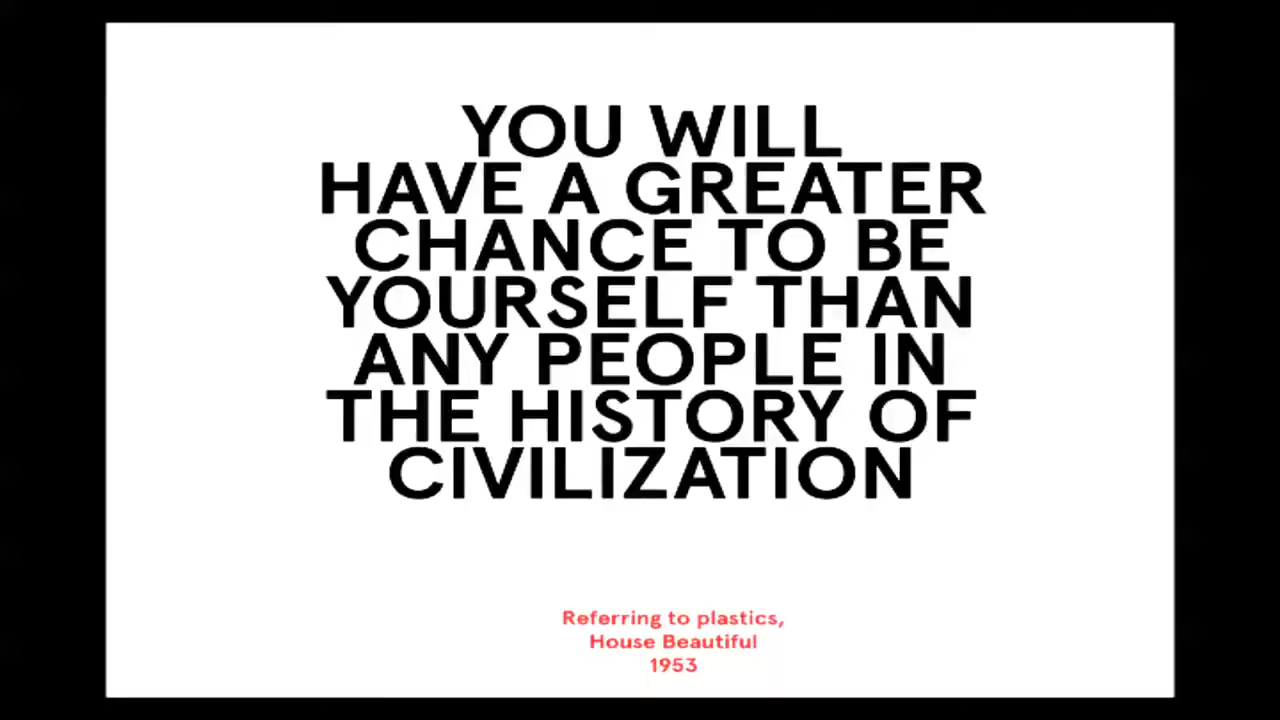 YOU WILL
HAVE A GREATER
CHANCE TO BE
YOURSELF THAN
ANY PEOPLE IN
THE HISTORY OF
CIVILIZATION
Referring to plastics,
House Beautiful
1953